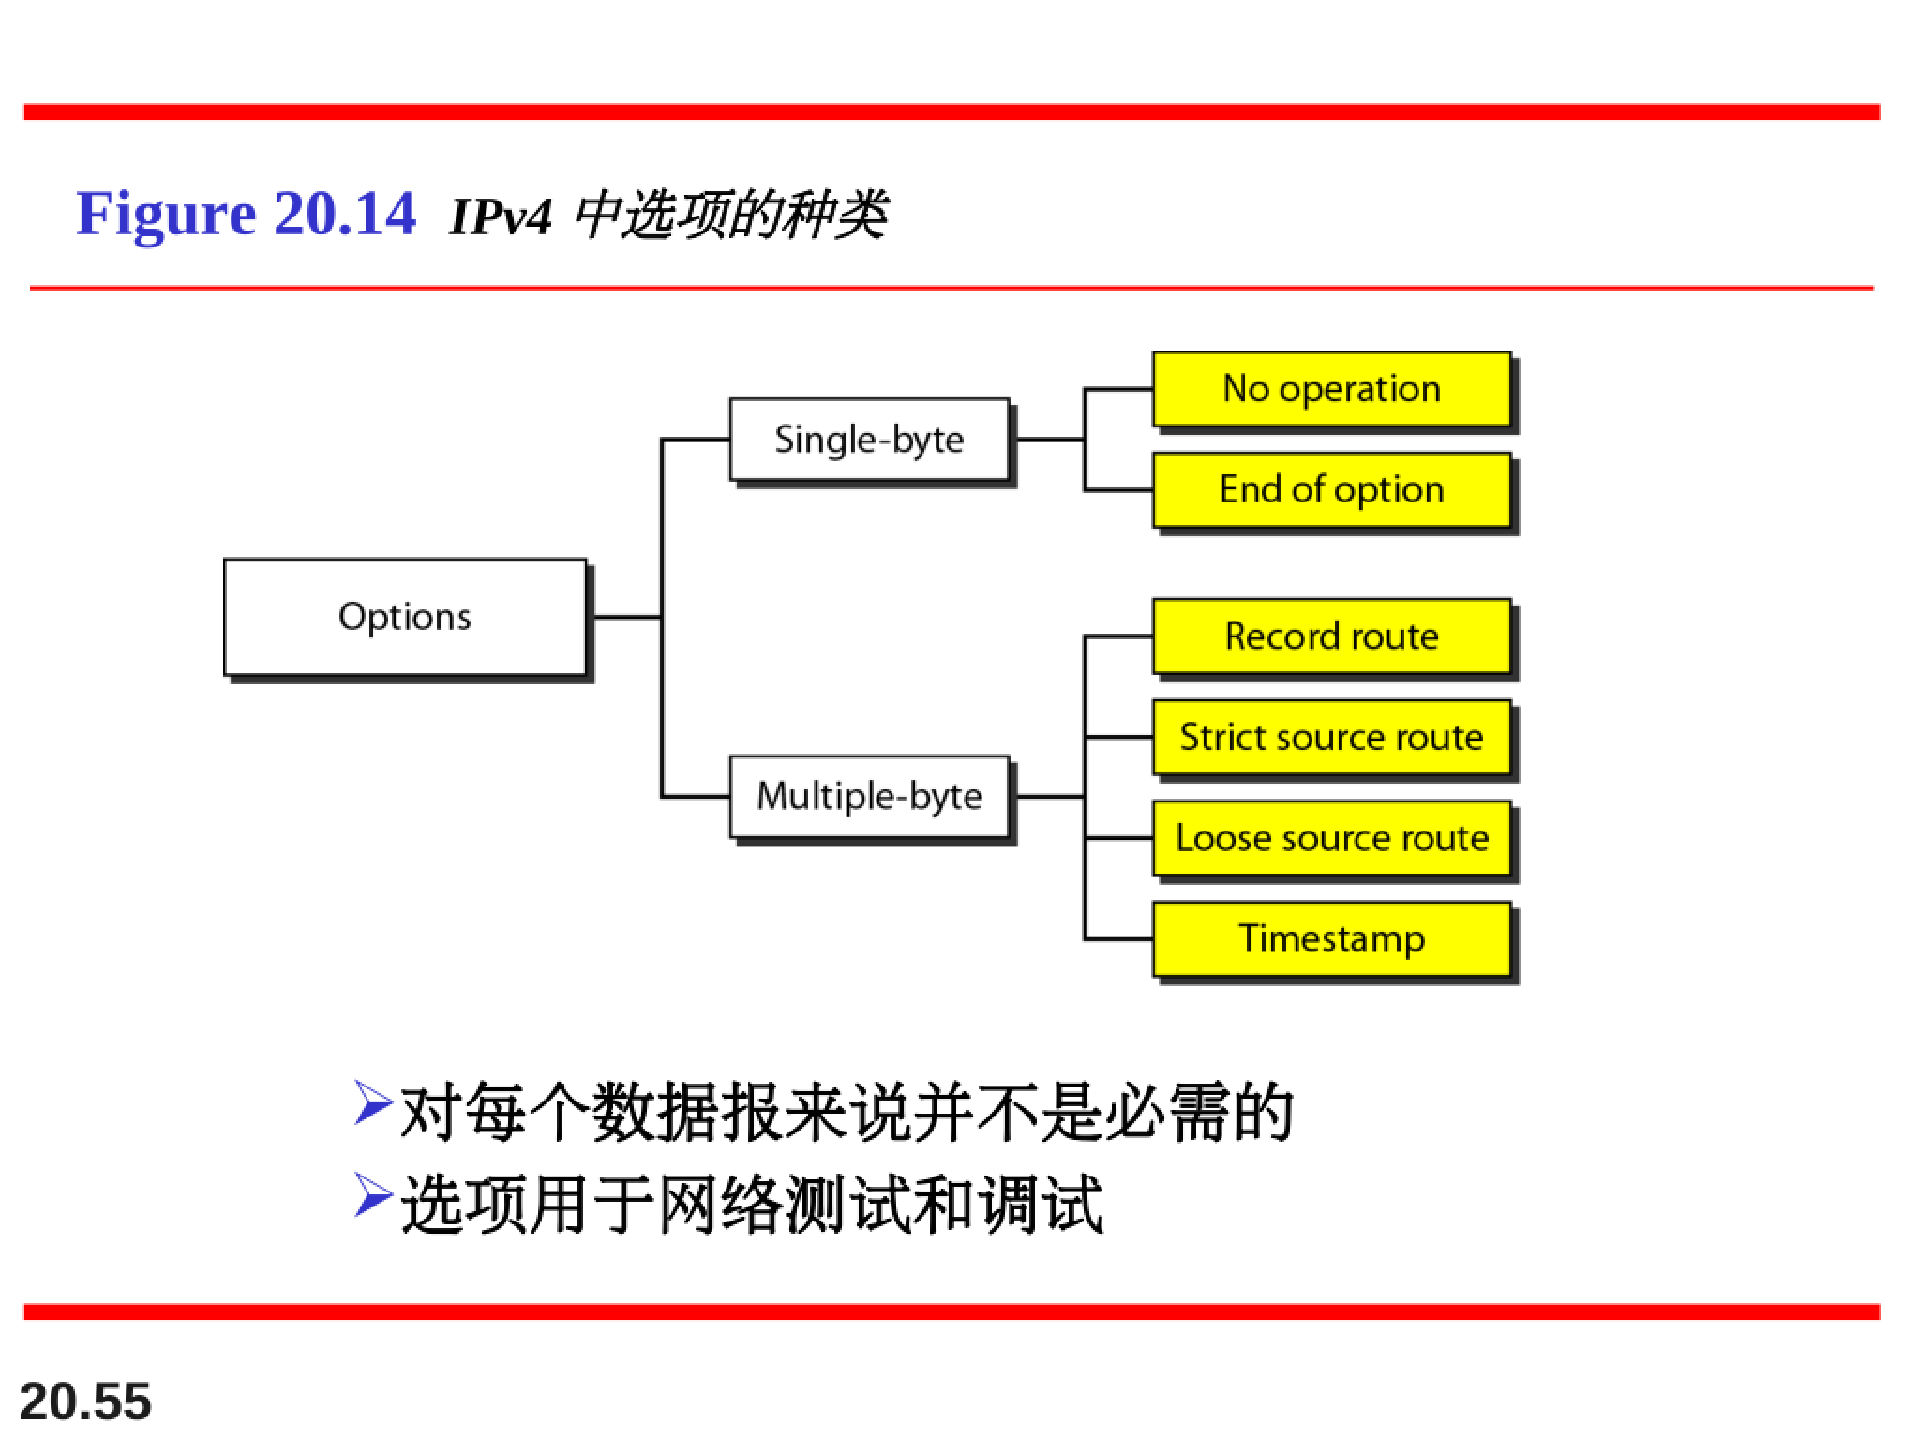 Figure 20.14 IPv4 中选项的种类
No operation
Single-byte
End of option
Options
Record route
Strict source route
Multiple-byte
Loose source route
Timestamp
对每个数据报来说并不是必需的
选项用于网络测试和调试
20.55